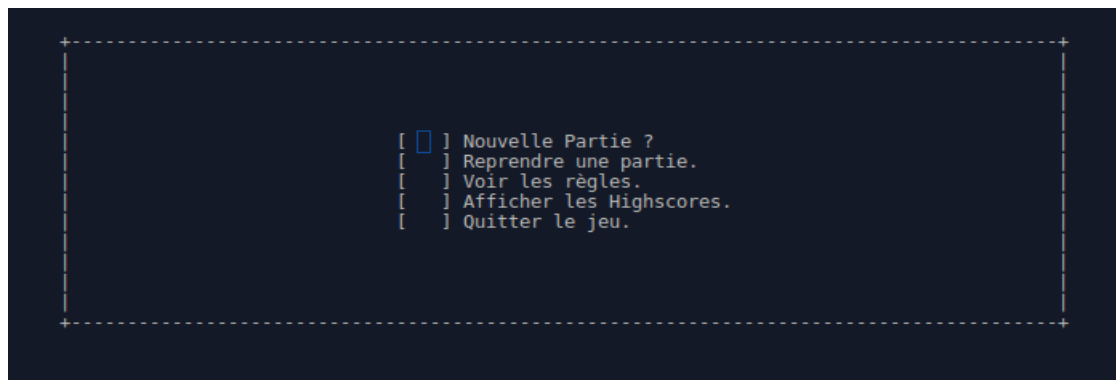 [ ] Nouvelle Partie ?
[ ] Reprendre une partie.
[ ] Voir les règles.
[ ] Afficher les Highscores.
[ ] Quitter le jeu.